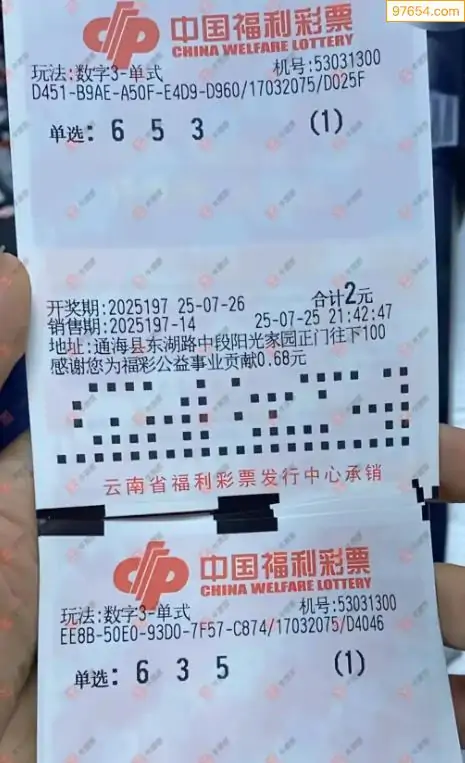 97654.com
中国福利彩票
CHINA WELFARE LOTTERY
玩法:数字3-单式 机号:53031300
D451-B9AE-A50F-E4D9-D960/17032075/D025F
单选: 6 5 3 (1)
开奖期:2025197 25-07-26 合计2元
销售期:2025197-14 25-07-25 21:42:47
地址:通海县东湖路中段阳光家园正门往下100
感谢您为福彩公益事业贡献0.68元
云南省福利彩票发行中心承销
中国福利彩票
CHINA WELFARE LOTTERY
玩法:数字3-单式 机号:53031300
EE8B-50E0-93D0-7F57-C874/17032075/D4046
单选: 6 3 5 (1)